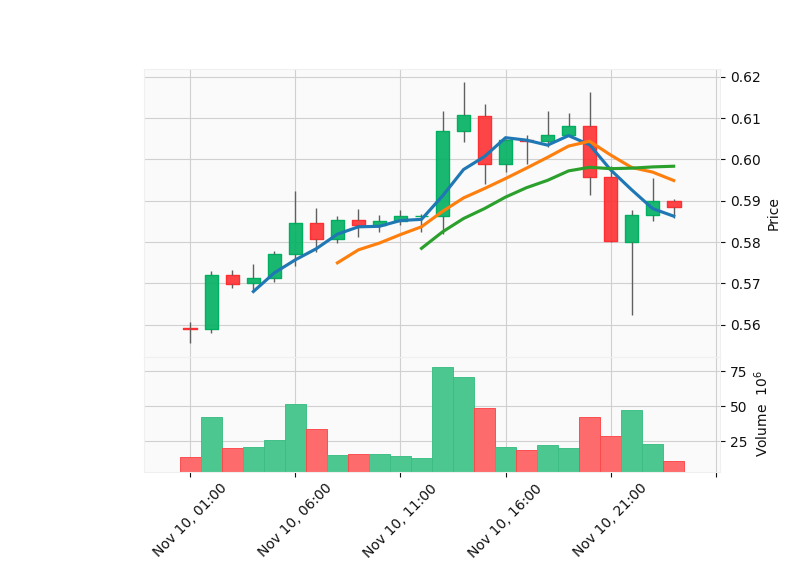 0.62
0.61
0.60
0.59
0.58
0.57
0.56
Price
75
50
25
Volume 10⁶
Nov 10, 01:00
Nov 10, 06:00
Nov 10, 11:00
Nov 10, 16:00
Nov 10, 21:00